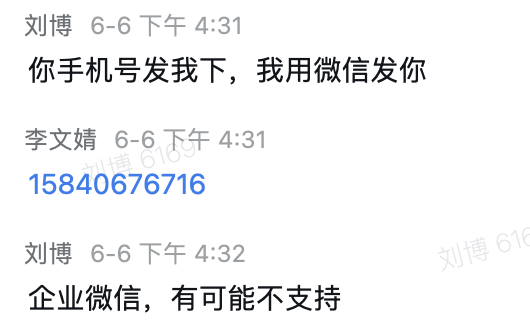 刘博 6-6 下午 4:31
你手机号发我下，我用微信发你
李文婧 6-6 下午 4:31
刘博 6169
15840676716
刘博 6-6 下午 4:32
刘博 616
企业微信，有可能不支持